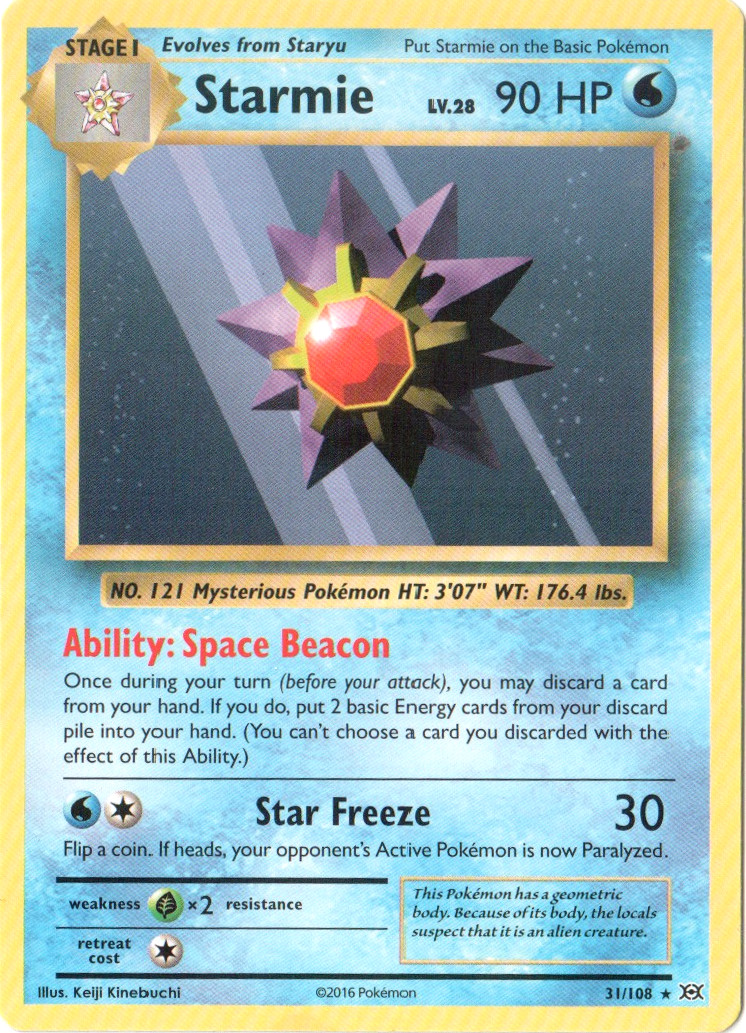 STAGE 1 Evolves from Staryu Put Starmie on the Basic Pokémon
Starmie LV.28 90 HP
NO. 121 Mysterious Pokémon HT: 3'07" WT: 176.4 lbs.
Ability: Space Beacon
Once during your turn (before your attack), you may discard a card
from your hand. If you do, put 2 basic Energy cards from your discard
pile into your hand. (You can't choose a card you discarded with the
effect of this Ability.)
Star Freeze 30
Flip a coin. If heads, your opponent's Active Pokémon is now Paralyzed.
weakness ×2 resistance
retreat
cost
This Pokémon has a geometric
body. Because of its body, the locals
suspect that it is an alien creature.
Illus. Keiji Kinebuchi ©2016 Pokémon 31/108 ★